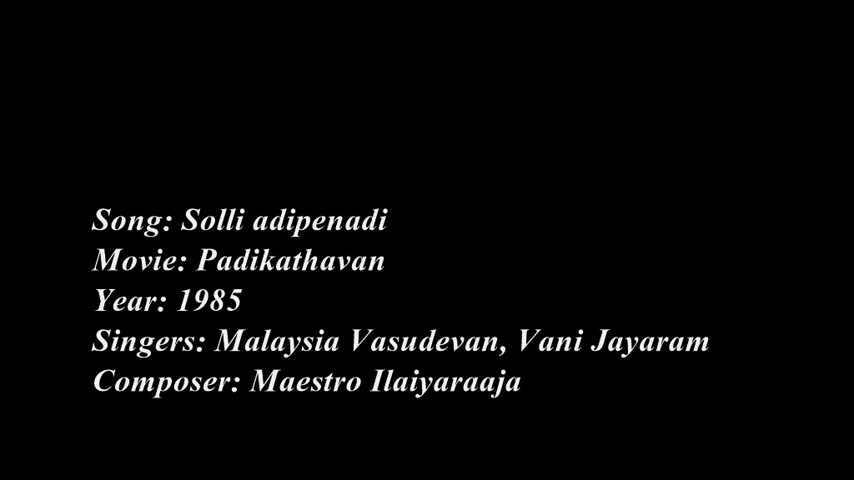 Song: Solli adipenadi
Movie: Padikathavan
Year: 1985
Singers: Malaysia Vasudevan, Vani Jayaram
Composer: Maestro Ilaiyaraaja